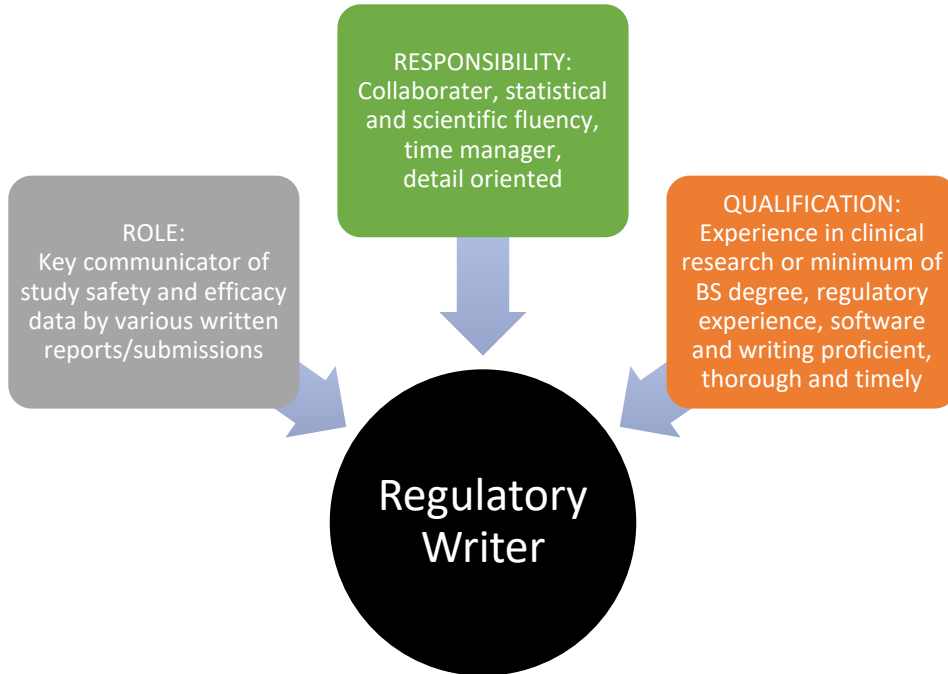 ROLE:
Key communicator of
study safety and efficacy
data by various written
reports/submissions
RESPONSIBILITY:
Collaborater, statistical
and scientific fluency,
time manager,
detail oriented
QUALIFICATION:
Experience in clinical
research or minimum of
BS degree, regulatory
experience, software
and writing proficient,
thorough and timely
Regulatory
Writer